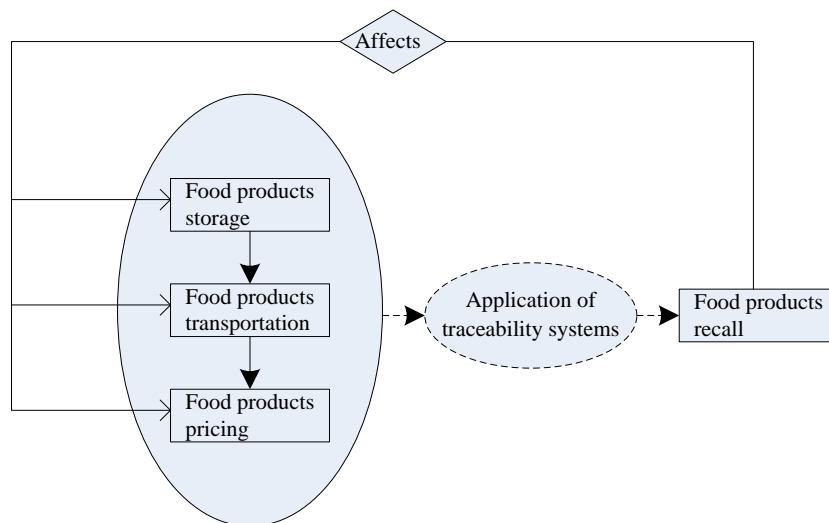 Affects
Food products
storage
Food products
transportation
Food products
pricing
Application of
traceability systems
Food products
recall